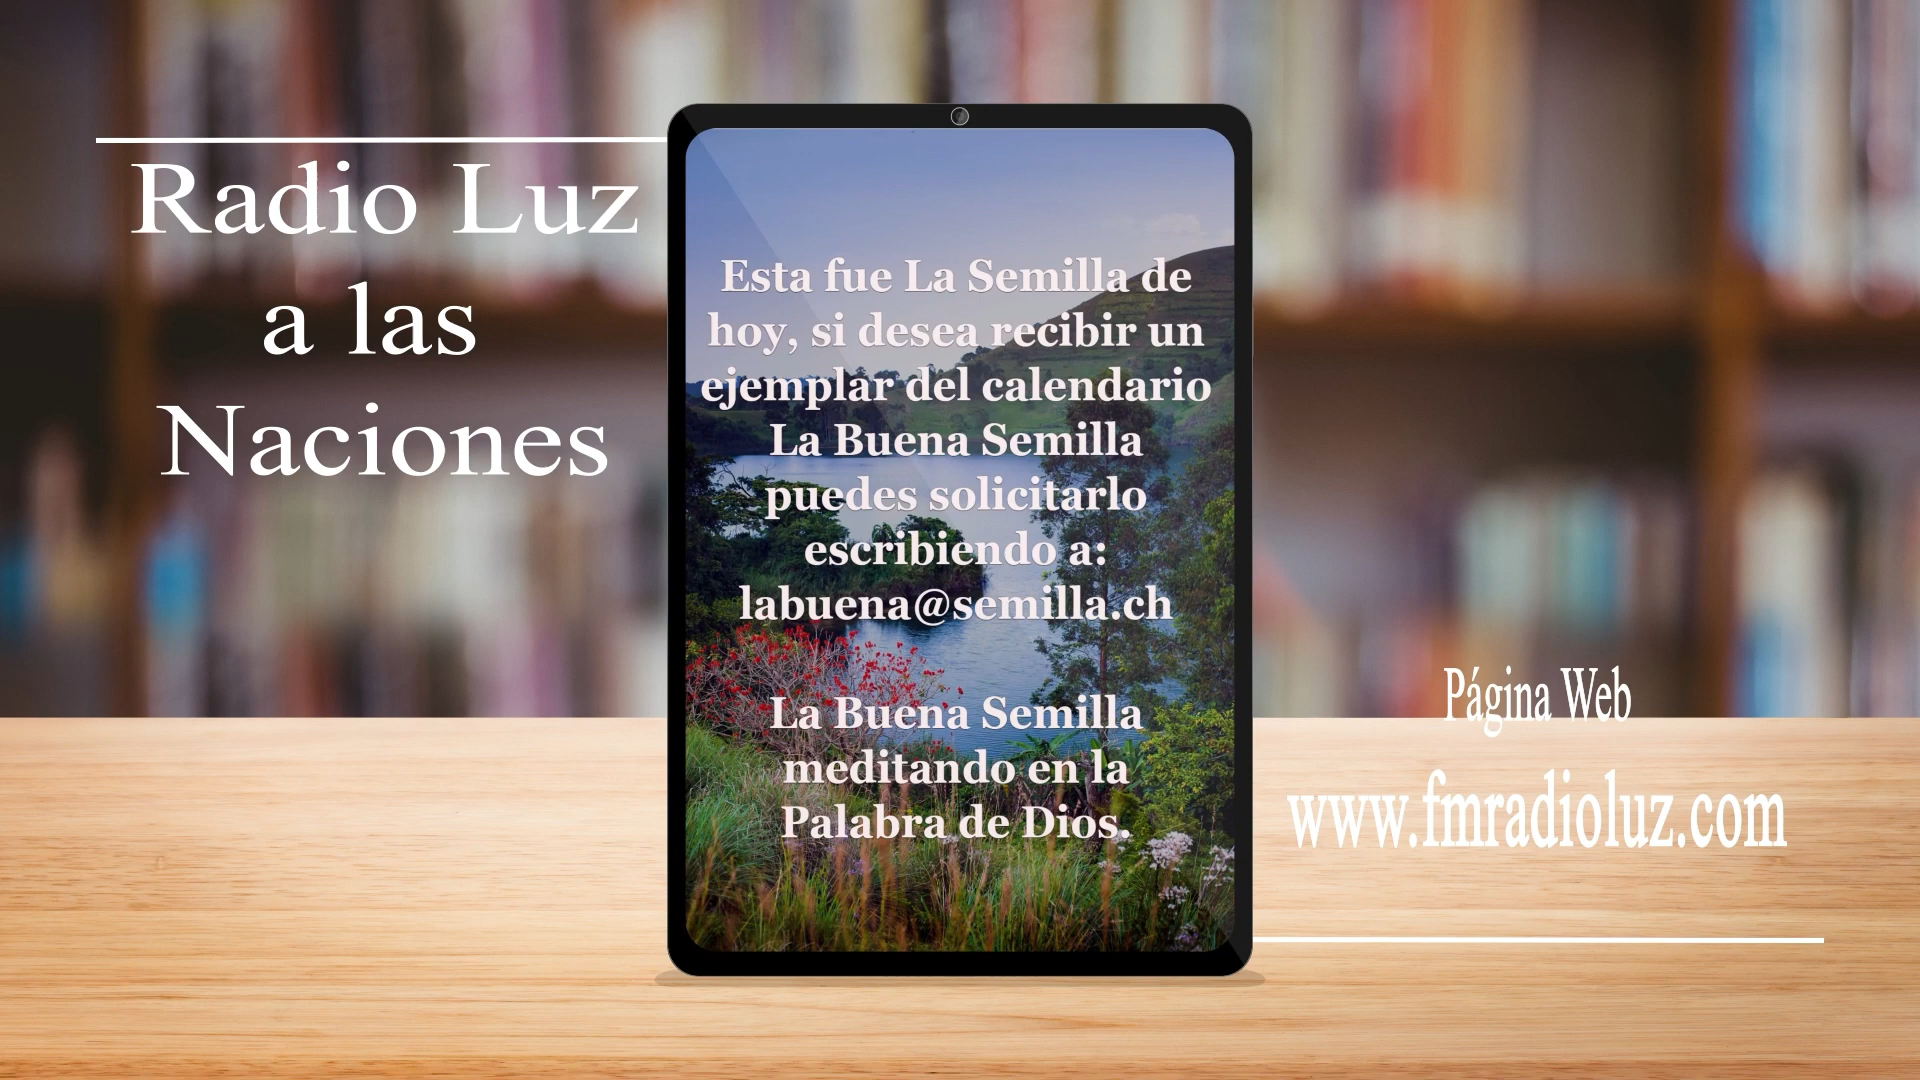 Radio Luz
a las
Naciones
Esta fue La Semilla de
hoy, si desea recibir un
ejemplar del calendario
La Buena Semilla
puedes solicitarlo
escribiendo a:
labuena@semilla.ch
La Buena Semilla
meditando en la
Palabra de Dios.
Página Web
www.fmradioluz.com